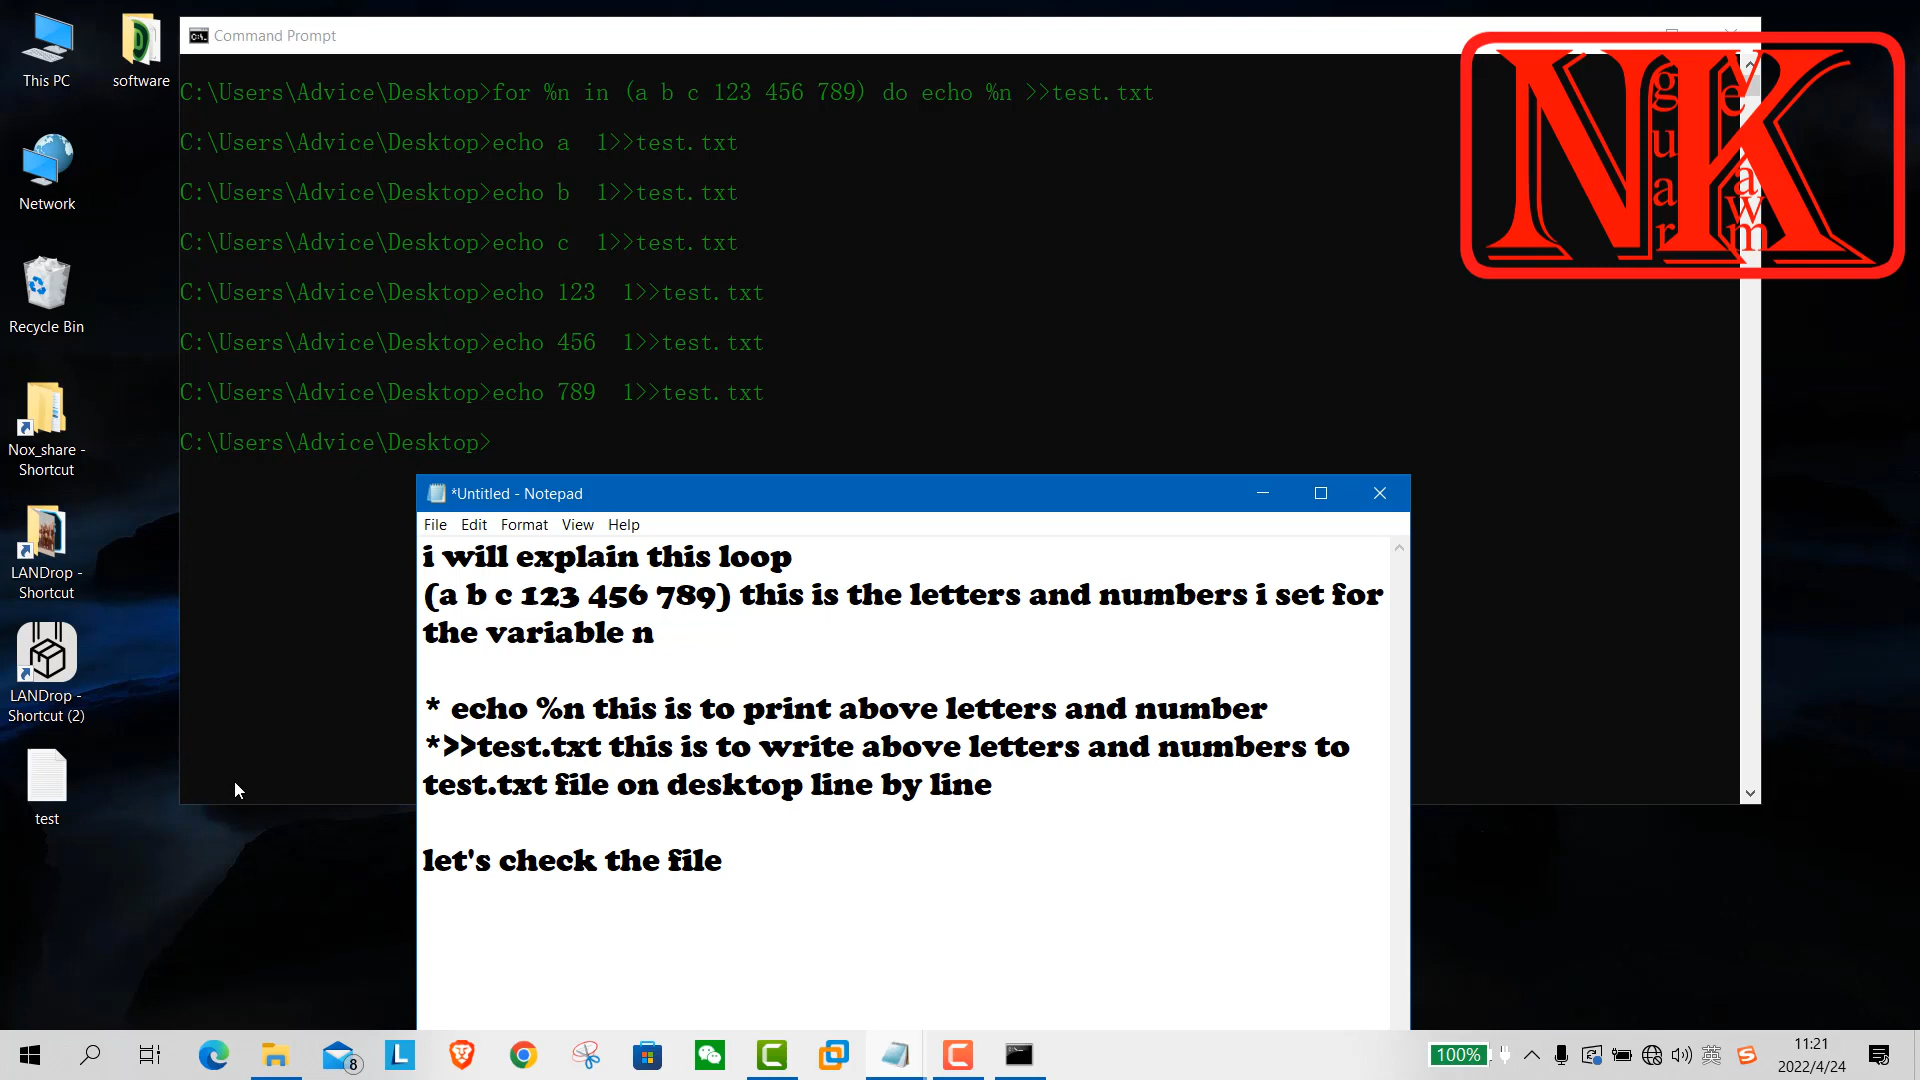 This PC
software
Network
Recycle Bin
Nox_share -
Shortcut
LANDrop -
Shortcut
LANDrop -
Shortcut (2)
test
Command Prompt
C:\Users\Advice\Desktop>for %n in (a b c 123 456 789) do echo %n >>test.txt
C:\Users\Advice\Desktop>echo a  1>>test.txt
C:\Users\Advice\Desktop>echo b  1>>test.txt
C:\Users\Advice\Desktop>echo c  1>>test.txt
C:\Users\Advice\Desktop>echo 123  1>>test.txt
C:\Users\Advice\Desktop>echo 456  1>>test.txt
C:\Users\Advice\Desktop>echo 789  1>>test.txt
C:\Users\Advice\Desktop>
NK
*Untitled - Notepad
File Edit Format View Help
i will explain this loop
(a b c 123 456 789) this is the letters and numbers i set for
the variable n
* echo %n this is to print above letters and number
*>>test.txt this is to write above letters and numbers to
test.txt file on desktop line by line
let's check the file
8
L
100%
英
11:21
2022/4/24